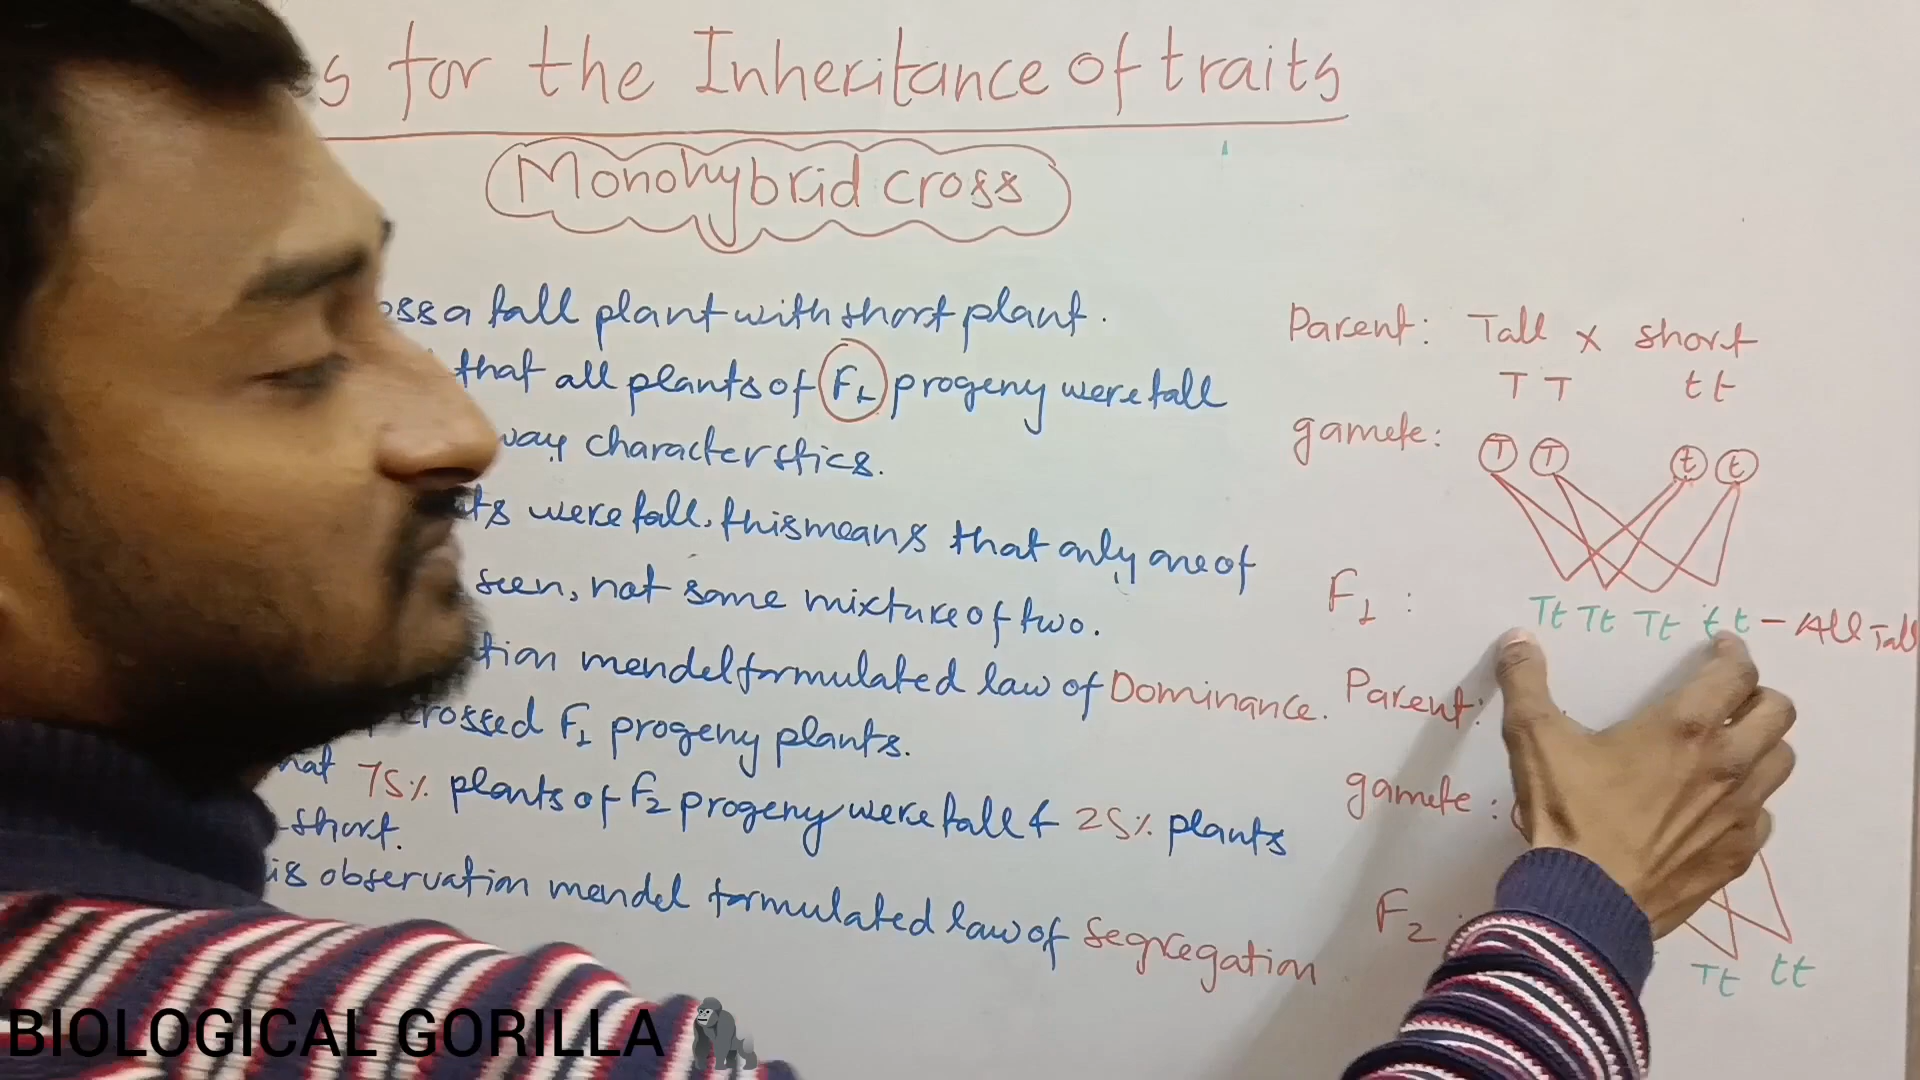 s for the Inheritance of traits
Monohybrid cross
oss a tall plant with short plant.
that all plants of F1 progeny were tall
way characterstics.
ts were tall, this means that only one of
seen, not some mixture of two.
tion mendel formulated law of Dominance.
crossed F1 progeny plants.
hat 75% plants of F2 progeny were tall & 25% plants
short.
is observation mendel formulated law of Segregation
Parent: Tall x short
TT tt
gamete: T T t t
F1: Tt Tt Tt tt - All Tall
Parent:
gamete:
F2:
Tt tt
BIOLOGICAL GORILLA